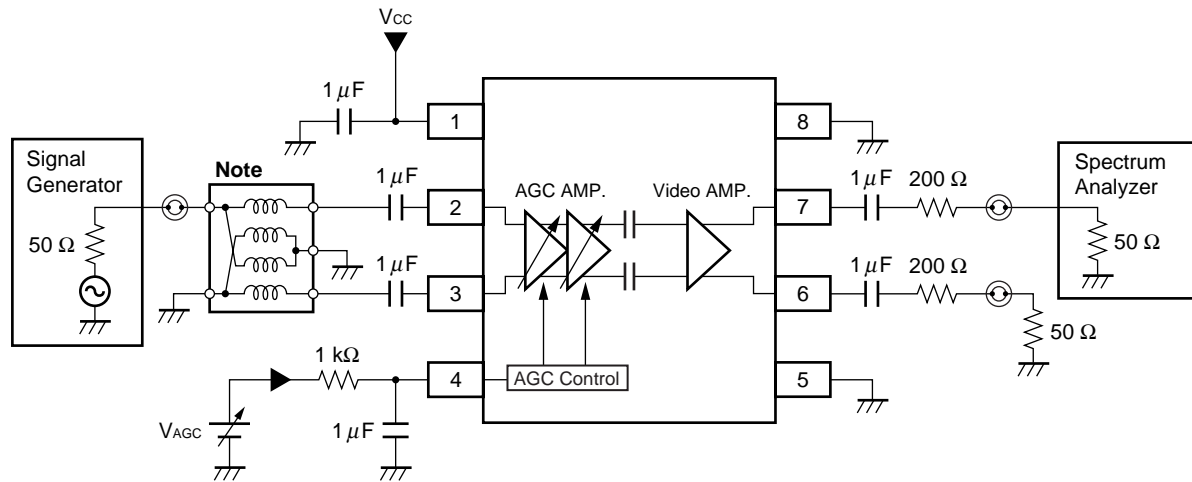 VCC
1 μF
1
8
Signal
Generator
Note
1 μF
AGC AMP.
Video AMP.
1 μF
200 Ω
Spectrum
Analyzer
2
7
50 Ω
50 Ω
1 μF
1 μF
200 Ω
3
6
50 Ω
1 kΩ
4
AGC Control
5
VAGC
1 μF